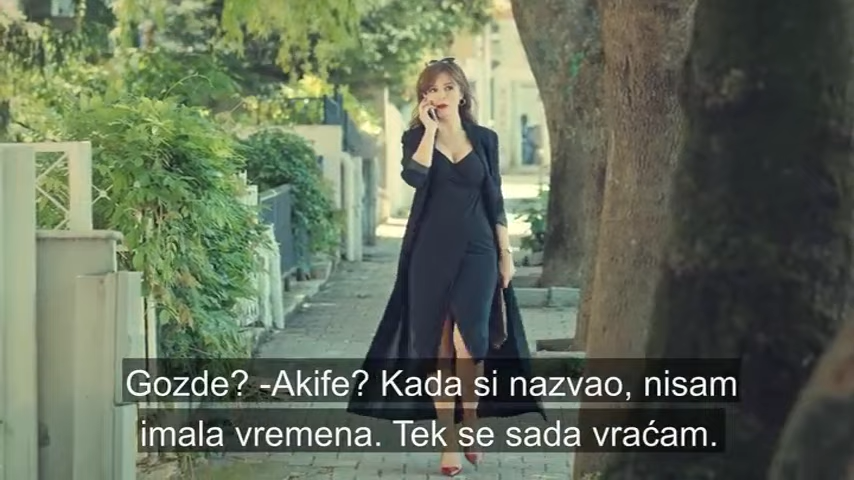 Gozde? -Akife? Kada si nazvao, nisam
imala vremena. Tek se sada vraćam.